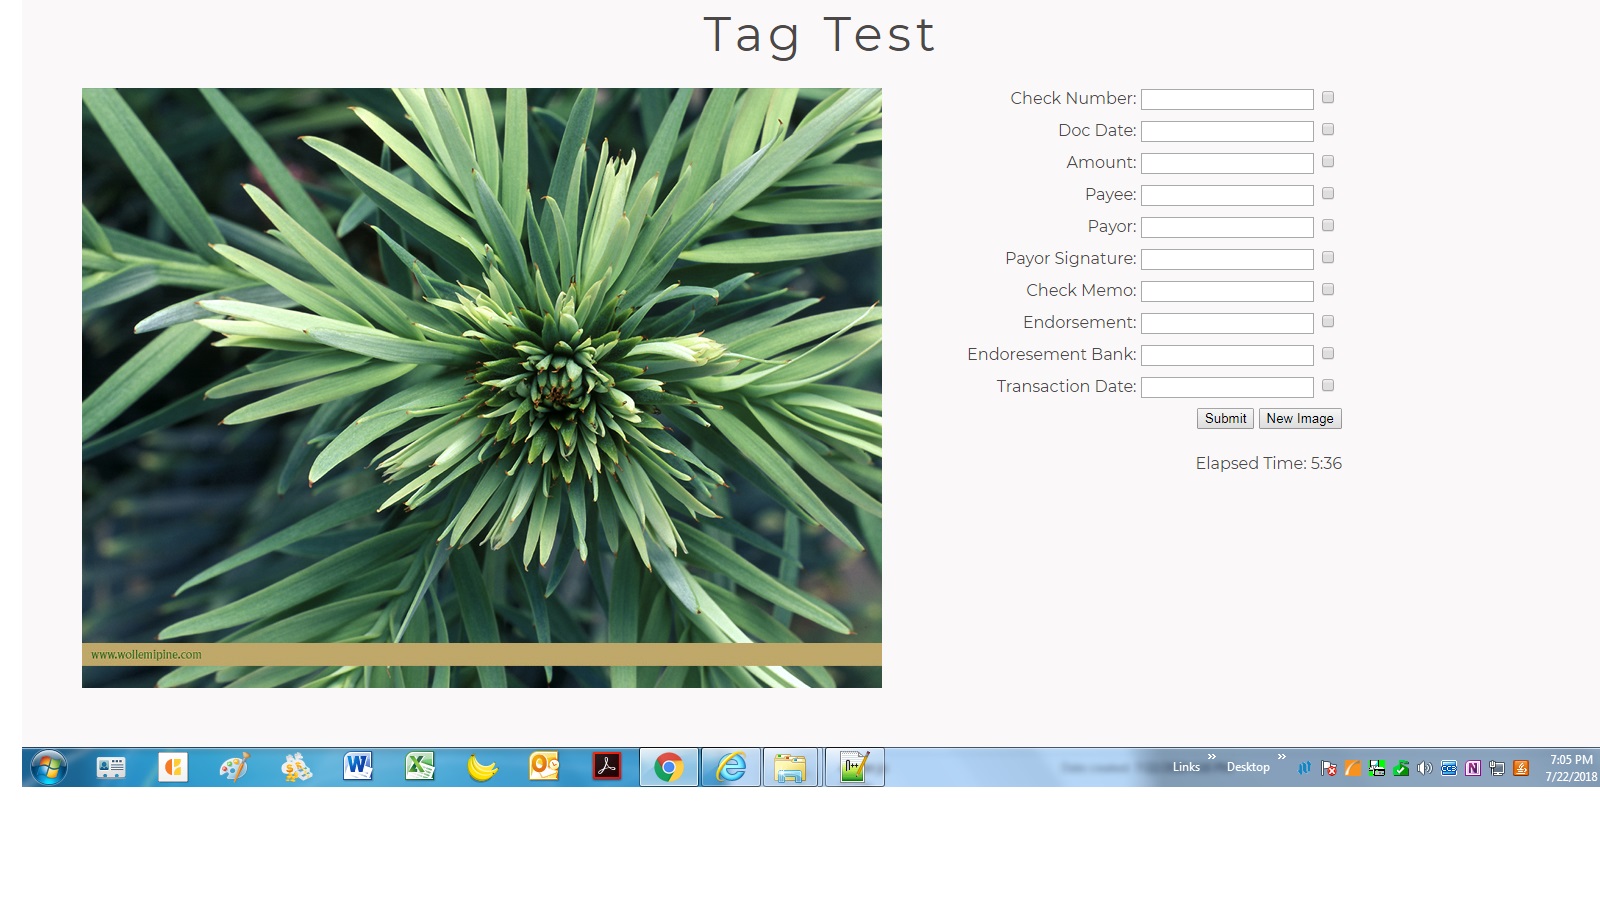 Tag Test
Check Number:
Doc Date:
Amount:
Payee:
Payor:
Payor Signature:
Check Memo:
Endorsement:
Endoresement Bank:
Transaction Date:
Submit New Image
Elapsed Time: 5:36
www.wollemipine.com
Links » Desktop »
7:05 PM
7/22/2018